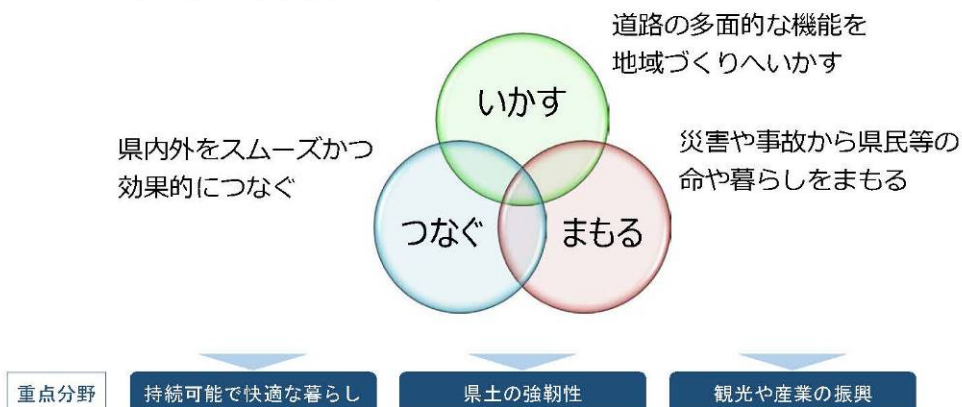 道路の多面的な機能を
地域づくりへいかす
いかす
県内外をスムーズかつ
効果的につなぐ
災害や事故から県民等の
命や暮らしをまもる
つなぐ
まもる
重点分野
持続可能で快適な暮らし
県土の強靭性
観光や産業の振興